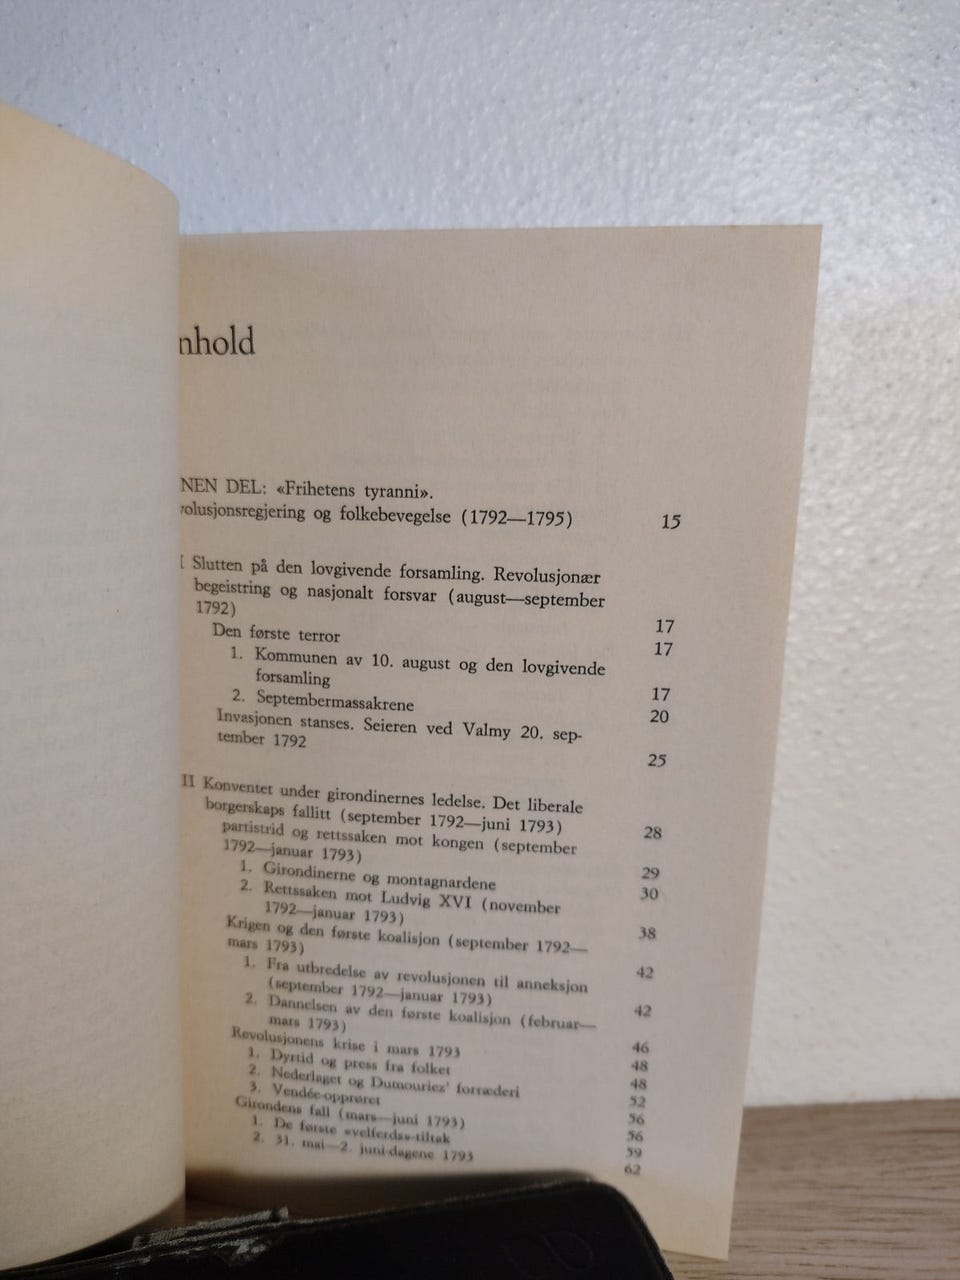 nhold
NEN DEL: «Frihetens tyranni».
volusjonsregjering og folkebevegelse (1792—1795) 15
I Slutten på den lovgivende forsamling. Revolusjonær
begeistring og nasjonalt forsvar (august—september
1792) 17
Den første terror 17
1. Kommunen av 10. august og den lovgivende
forsamling 17
2. Septembermassakrene 20
Invasjonen stanses. Seieren ved Valmy 20. sep-
tember 1792 25
II Konventet under girondinernes ledelse. Det liberale
borgerskaps fallitt (september 1792—juni 1793) 28
partistrid og rettssaken mot kongen (september
1792—januar 1793) 29
1. Girondinerne og montagnardene 30
2. Rettssaken mot Ludvig XVI (november
1792—januar 1793) 38
Krigen og den første koalisjon (september 1792—
mars 1793) 42
1. Fra utbredelse av revolusjonen til anneksjon
(september 1792—januar 1793) 42
2. Dannelsen av den første koalisjon (februar—
mars 1793) 46
Revolusjonens krise i mars 1793 48
1. Dyrtid og press fra folket 48
2. Nederlaget og Dumouriez' forræderi 52
3. Vendée-opprøret 56
Girondens fall (mars—juni 1793) 56
1. De første «velferds»-tiltak 59
2. 31. mai—2. juni-dagene 1793 62